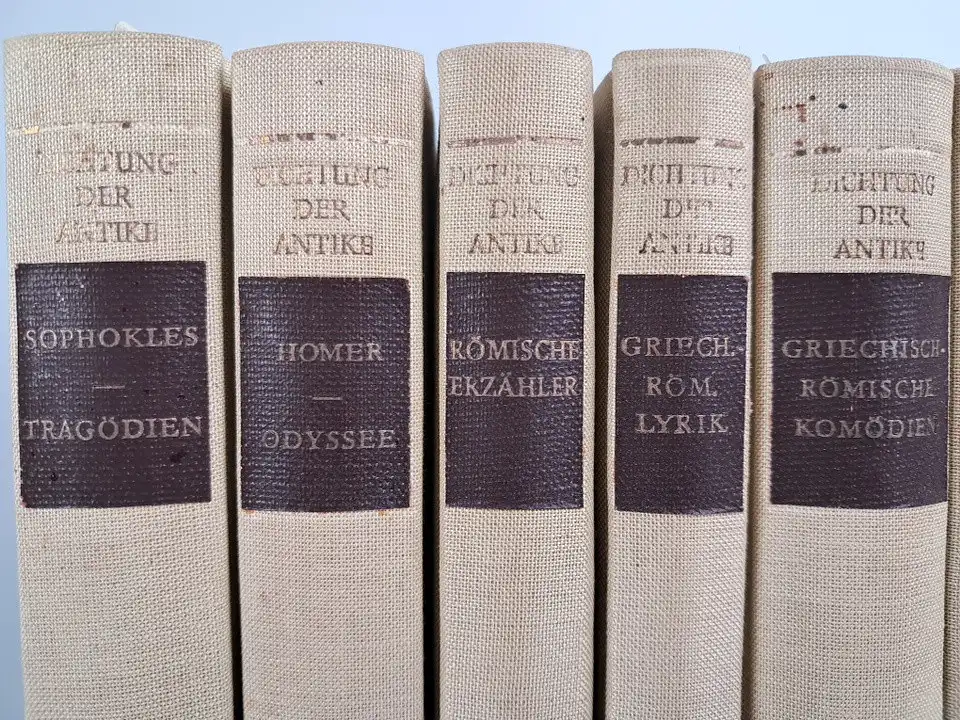 DICHTUNG
DER
ANTIKE
SOPHOKLES
—
TRAGÖDIEN
DICHTUNG
DER
ANTIKE
HOMER
—
ODYSSEE
DICHTUNG
DER
ANTIKE
RÖMISCHE
ERZÄHLER
DICHTUNG
DER
ANTIKE
GRIECH.-
RÖM.
LYRIK
DICHTUNG
DER
ANTIKE
GRIECHISCH-
RÖMISCHE
KOMÖDIEN